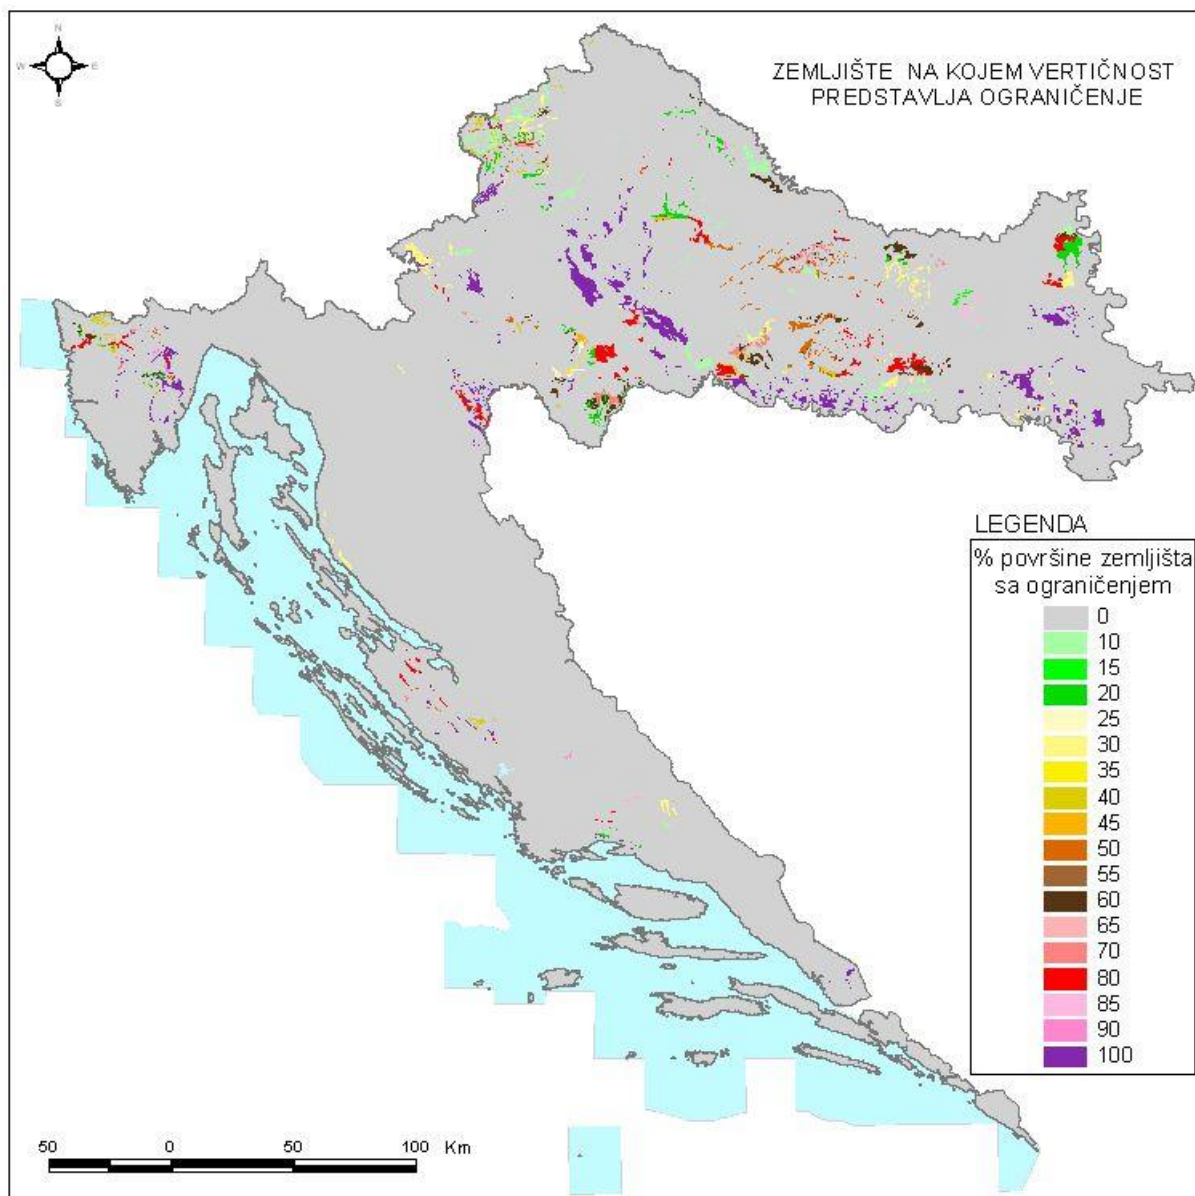 N
W E
S
ZEMLJIŠTE NA KOJEM VERTIČNOST
PREDSTAVLJA OGRANIČENJE
LEGENDA
% površine zemljišta
sa ograničenjem
0
10
15
20
25
30
35
40
45
50
55
60
65
70
80
85
90
100
50 0 50 100 Km